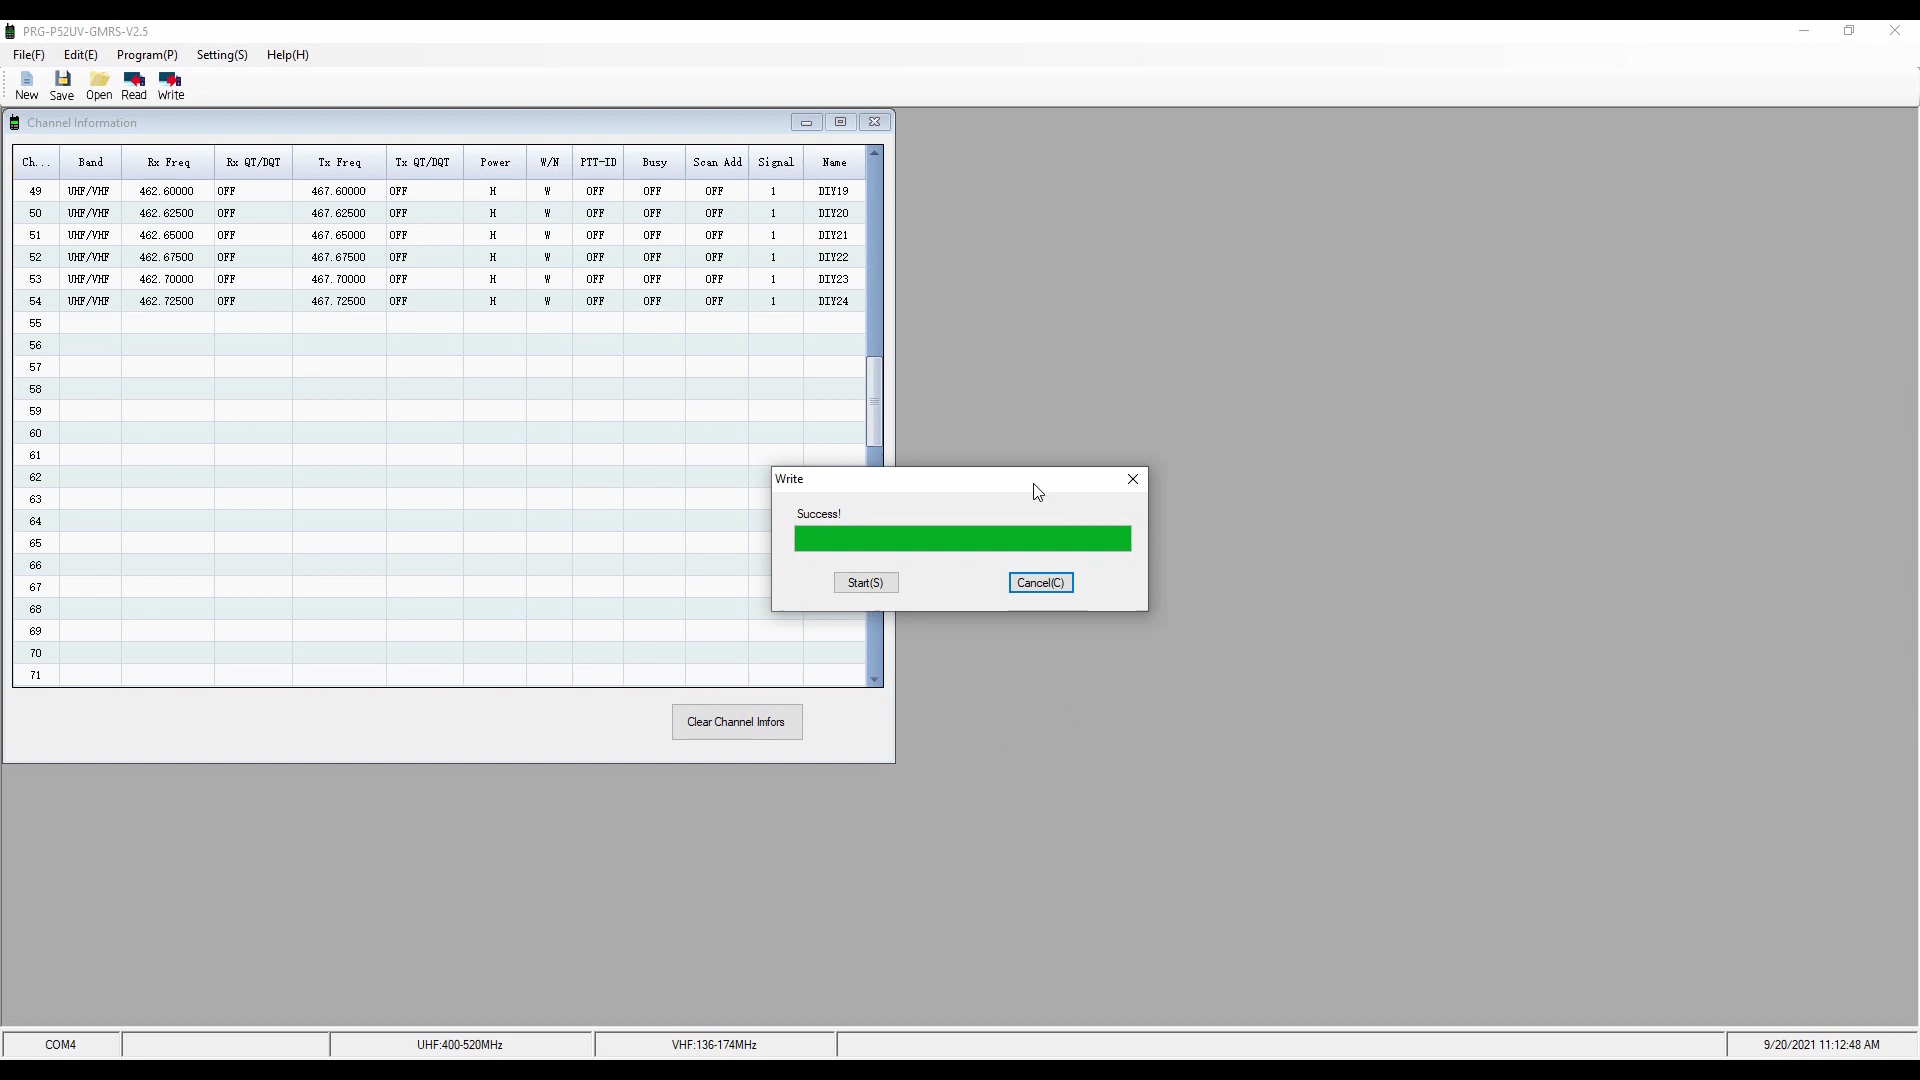 PRG-P52UV-GMRS-V2.5
File(F) Edit(E) Program(P) Setting(S) Help(H)
New Save Open Read Write
Channel Information
Ch... Band Rx Freq Rx QT/DQT Tx Freq Tx QT/DQT Power W/N PTT-ID Busy Scan Add Signal Name
49 UHF/VHF 462.60000 OFF 467.60000 OFF H W OFF OFF OFF 1 DIY19
50 UHF/VHF 462.62500 OFF 467.62500 OFF H W OFF OFF OFF 1 DIY20
51 UHF/VHF 462.65000 OFF 467.65000 OFF H W OFF OFF OFF 1 DIY21
52 UHF/VHF 462.67500 OFF 467.67500 OFF H W OFF OFF OFF 1 DIY22
53 UHF/VHF 462.70000 OFF 467.70000 OFF H W OFF OFF OFF 1 DIY23
54 UHF/VHF 462.72500 OFF 467.72500 OFF H W OFF OFF OFF 1 DIY24
55
56
57
58
59
60
61
62
63
64
65
66
67
68
69
70
71
Write
Success!
Start(S) Cancel(C)
Clear Channel Imfors
COM4 UHF:400-520MHz VHF:136-174MHz 9/20/2021 11:12:48 AM